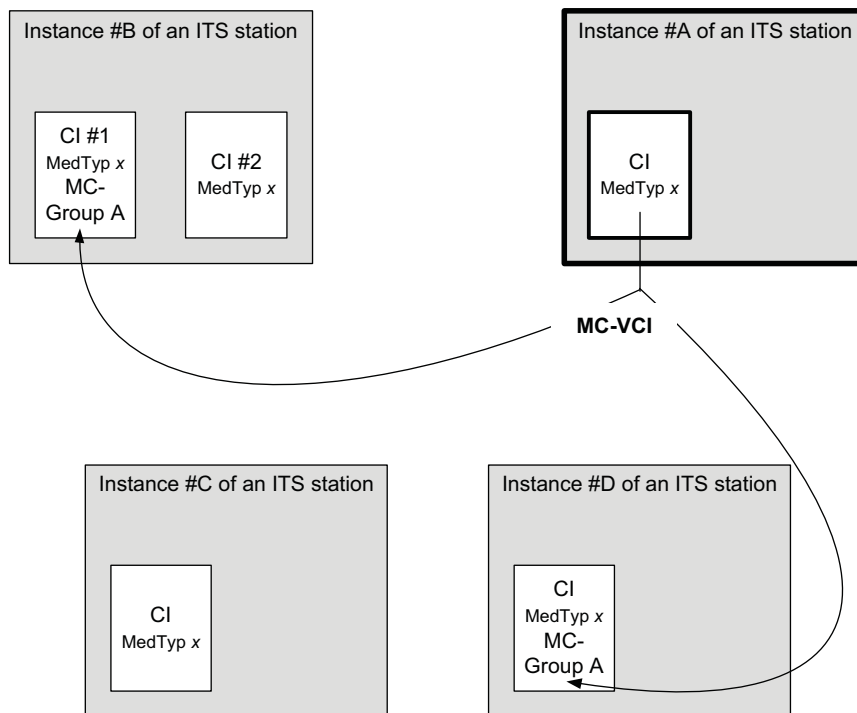 Instance #B of an ITS station
CI #1
MedTyp x
MC-
Group A
CI #2
MedTyp x
Instance #A of an ITS station
CI
MedTyp x
MC-VCI
Instance #C of an ITS station
CI
MedTyp x
Instance #D of an ITS station
CI
MedTyp x
MC-
Group A